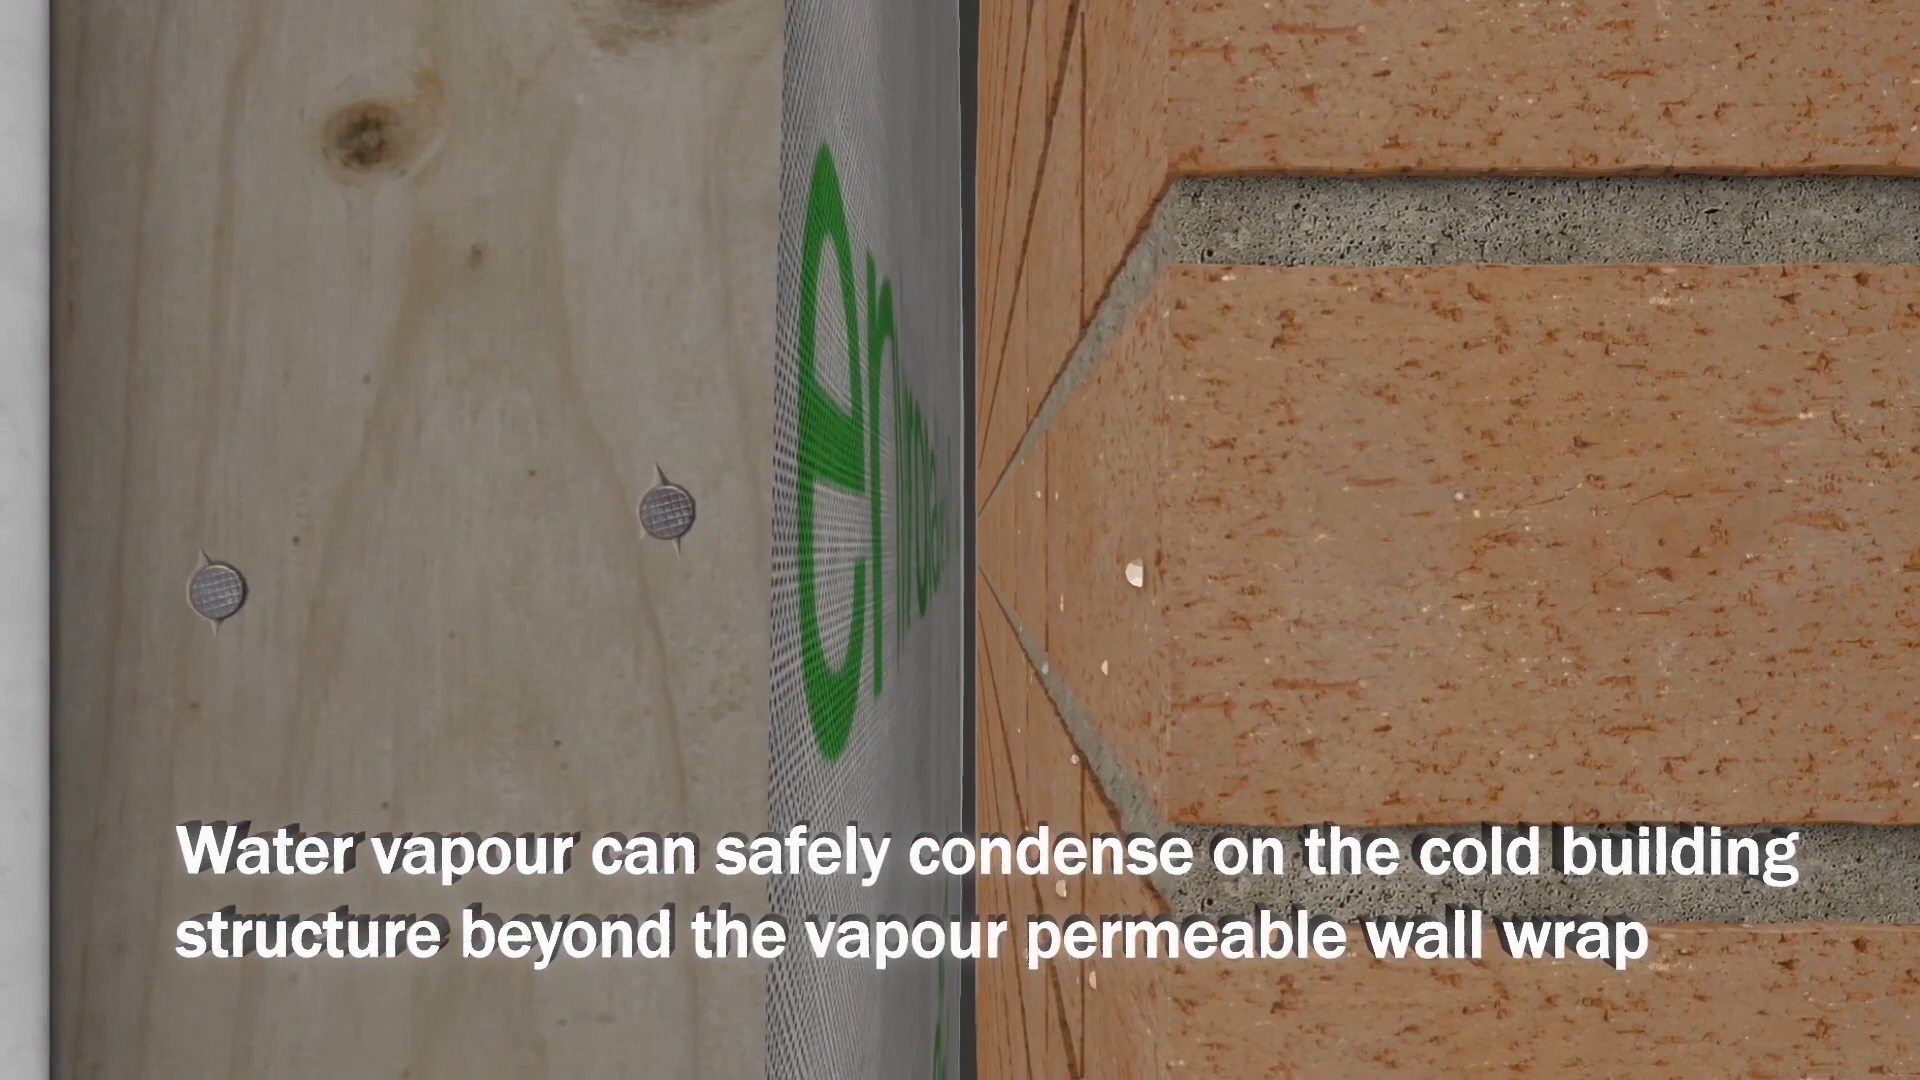 Water vapour can safely condense on the cold building
structure beyond the vapour permeable wall wrap